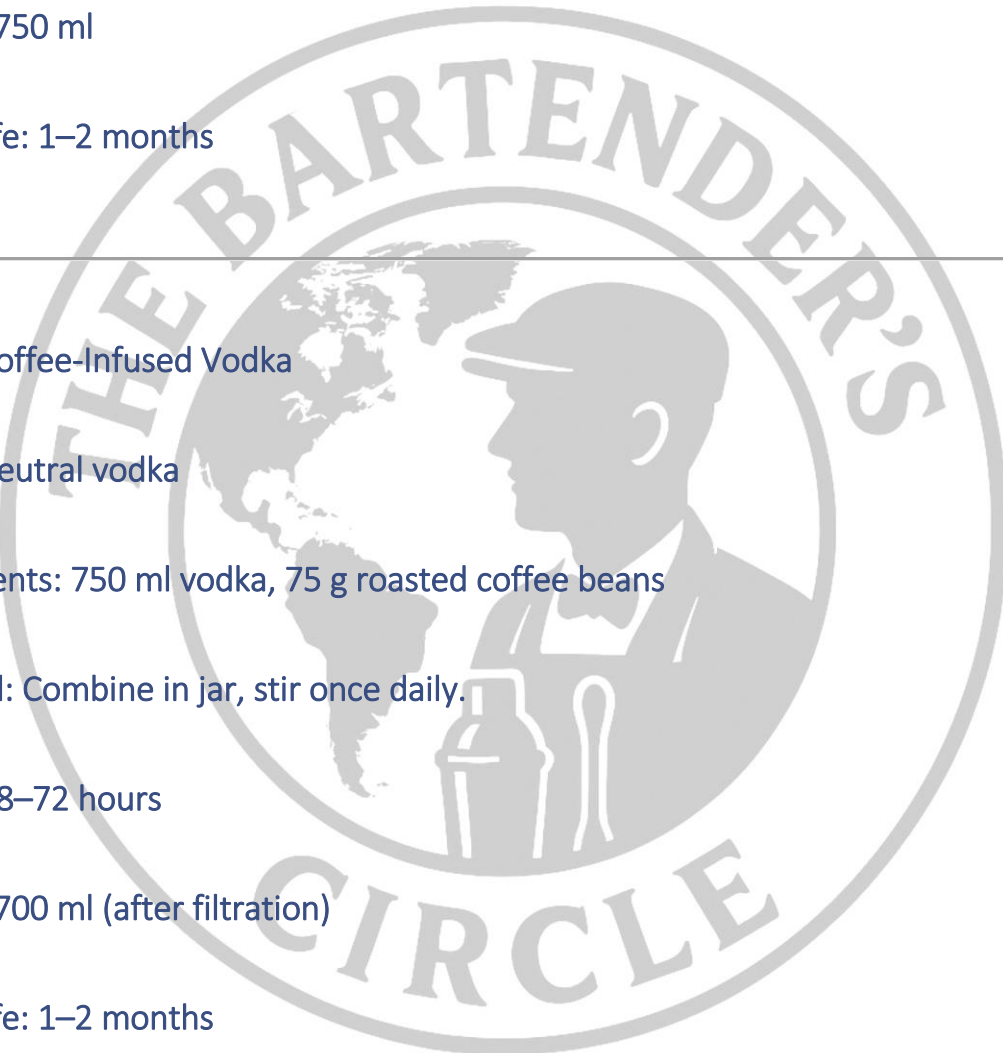 750 ml
fe: 1–2 months
THE BARTENDER'S
offee-Infused Vodka
eutral vodka
ents: 750 ml vodka, 75 g roasted coffee beans
: Combine in jar, stir once daily.
8–72 hours
700 ml (after filtration)
CIRCLE
fe: 1–2 months